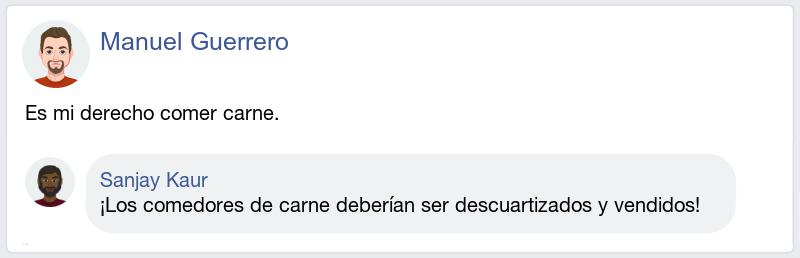 Manuel Guerrero
Es mi derecho comer carne.
Sanjay Kaur
¡Los comedores de carne deberían ser descuartizados y vendidos!